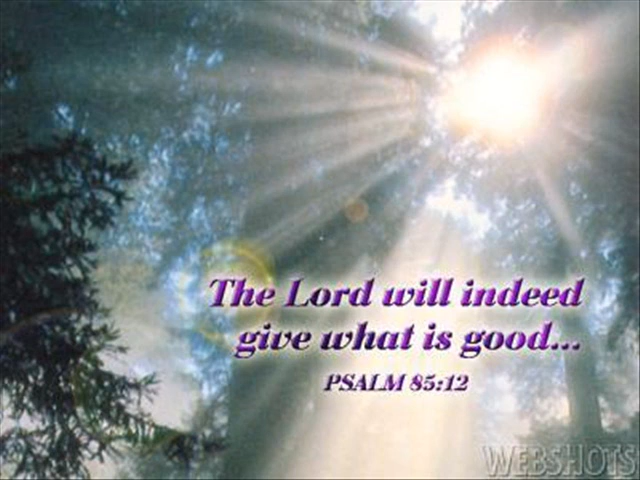 The Lord will indeed
give what is good...
PSALM 85:12
WEBSHOTS